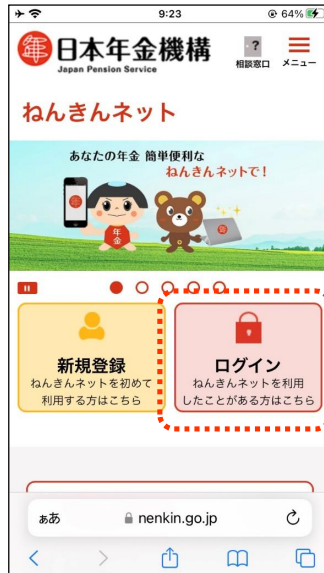 9:23
64%
年 日本年金機構
Japan Pension Service
?
相談窓口
メニュー
ねんきんネット
あなたの年金 簡単便利な
ねんきんネットで！
年金
新規登録
ねんきんネットを初めて
利用する方はこちら
ログイン
ねんきんネットを利用
したことがある方はこちら
ぁあ
nenkin.go.jp